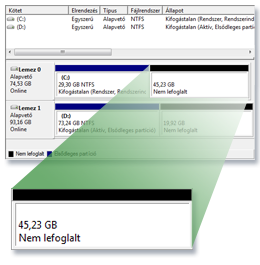 Kötet Elrendezés Típus Fájlrendszer Állapot
(C:) Egyszerű Alapvető NTFS Kifogástalan (Rendszer, Rendszerind
(D:) Egyszerű Alapvető NTFS Kifogástalan (Aktív, Elsődleges partíció)
Lemez 0
Alapvető
74,53 GB
Online
(C:)
29,30 GB NTFS
Kifogástalan (Rendszer, Rendszerind
45,23 GB
Nem lefoglalt
Lemez 1
Alapvető
93,16 GB
Online
(D:)
73,24 GB NTFS
Kifogástalan (Aktív, Elsődleges partíció)
19,92 GB
Nem lefoglalt
Nem lefoglalt Elsődleges partíció
45,23 GB
Nem lefoglalt